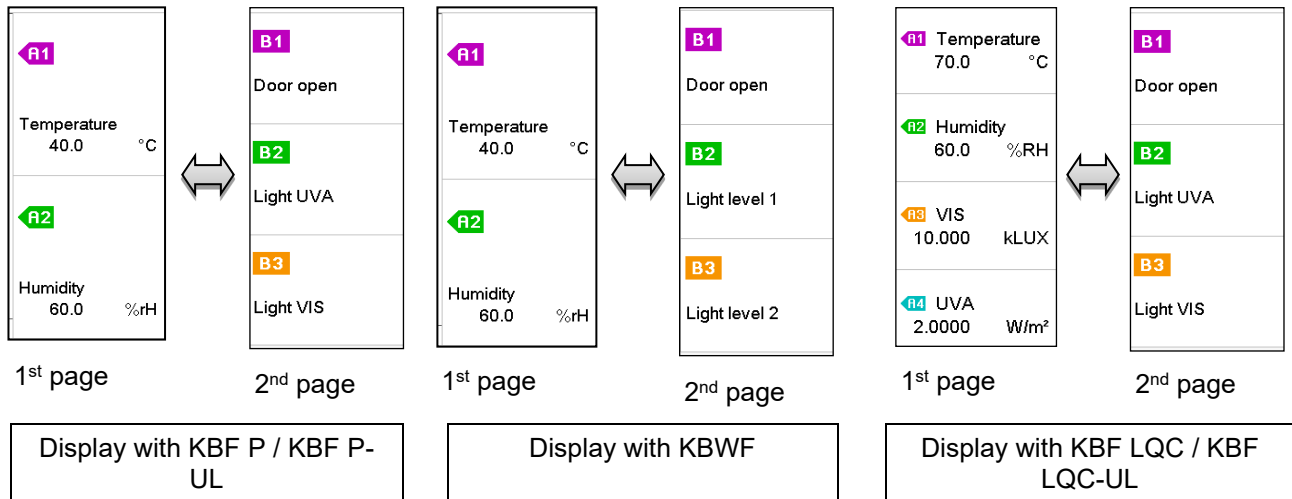 A1
Temperature
40.0 °C
A2
Humidity
60.0 %rH
1st page
B1
Door open
B2
Light UVA
B3
Light VIS
2nd page
Display with KBF P / KBF P-
UL
A1
Temperature
40.0 °C
A2
Humidity
60.0 %rH
1st page
B1
Door open
B2
Light level 1
B3
Light level 2
2nd page
Display with KBWF
A1 Temperature
70.0 °C
A2 Humidity
60.0 %RH
A3 VIS
10.000 kLUX
A4 UVA
2.0000 W/m²
1st page
B1
Door open
B2
Light UVA
B3
Light VIS
2nd page
Display with KBF LQC / KBF
LQC-UL